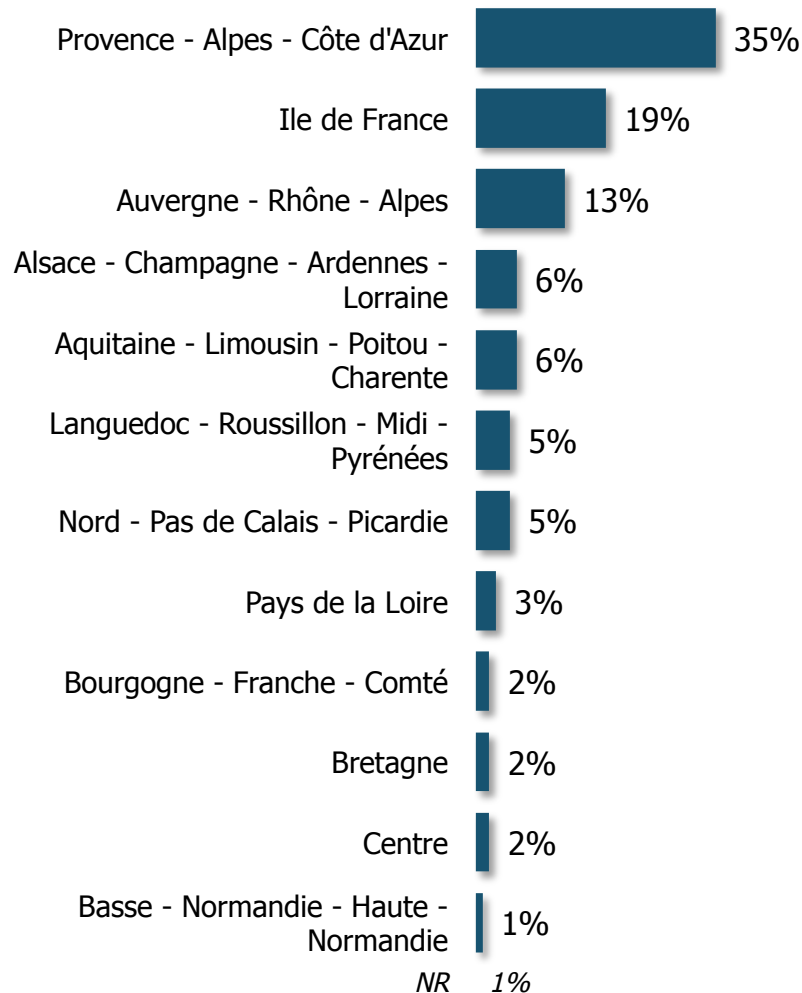 Provence - Alpes - Côte d'Azur 35%
Ile de France 19%
Auvergne - Rhône - Alpes 13%
Alsace - Champagne - Ardennes -
Lorraine 6%
Aquitaine - Limousin - Poitou -
Charente 6%
Languedoc - Roussillon - Midi -
Pyrénées 5%
Nord - Pas de Calais - Picardie 5%
Pays de la Loire 3%
Bourgogne - Franche - Comté 2%
Bretagne 2%
Centre 2%
Basse - Normandie - Haute -
Normandie 1%
NR 1%